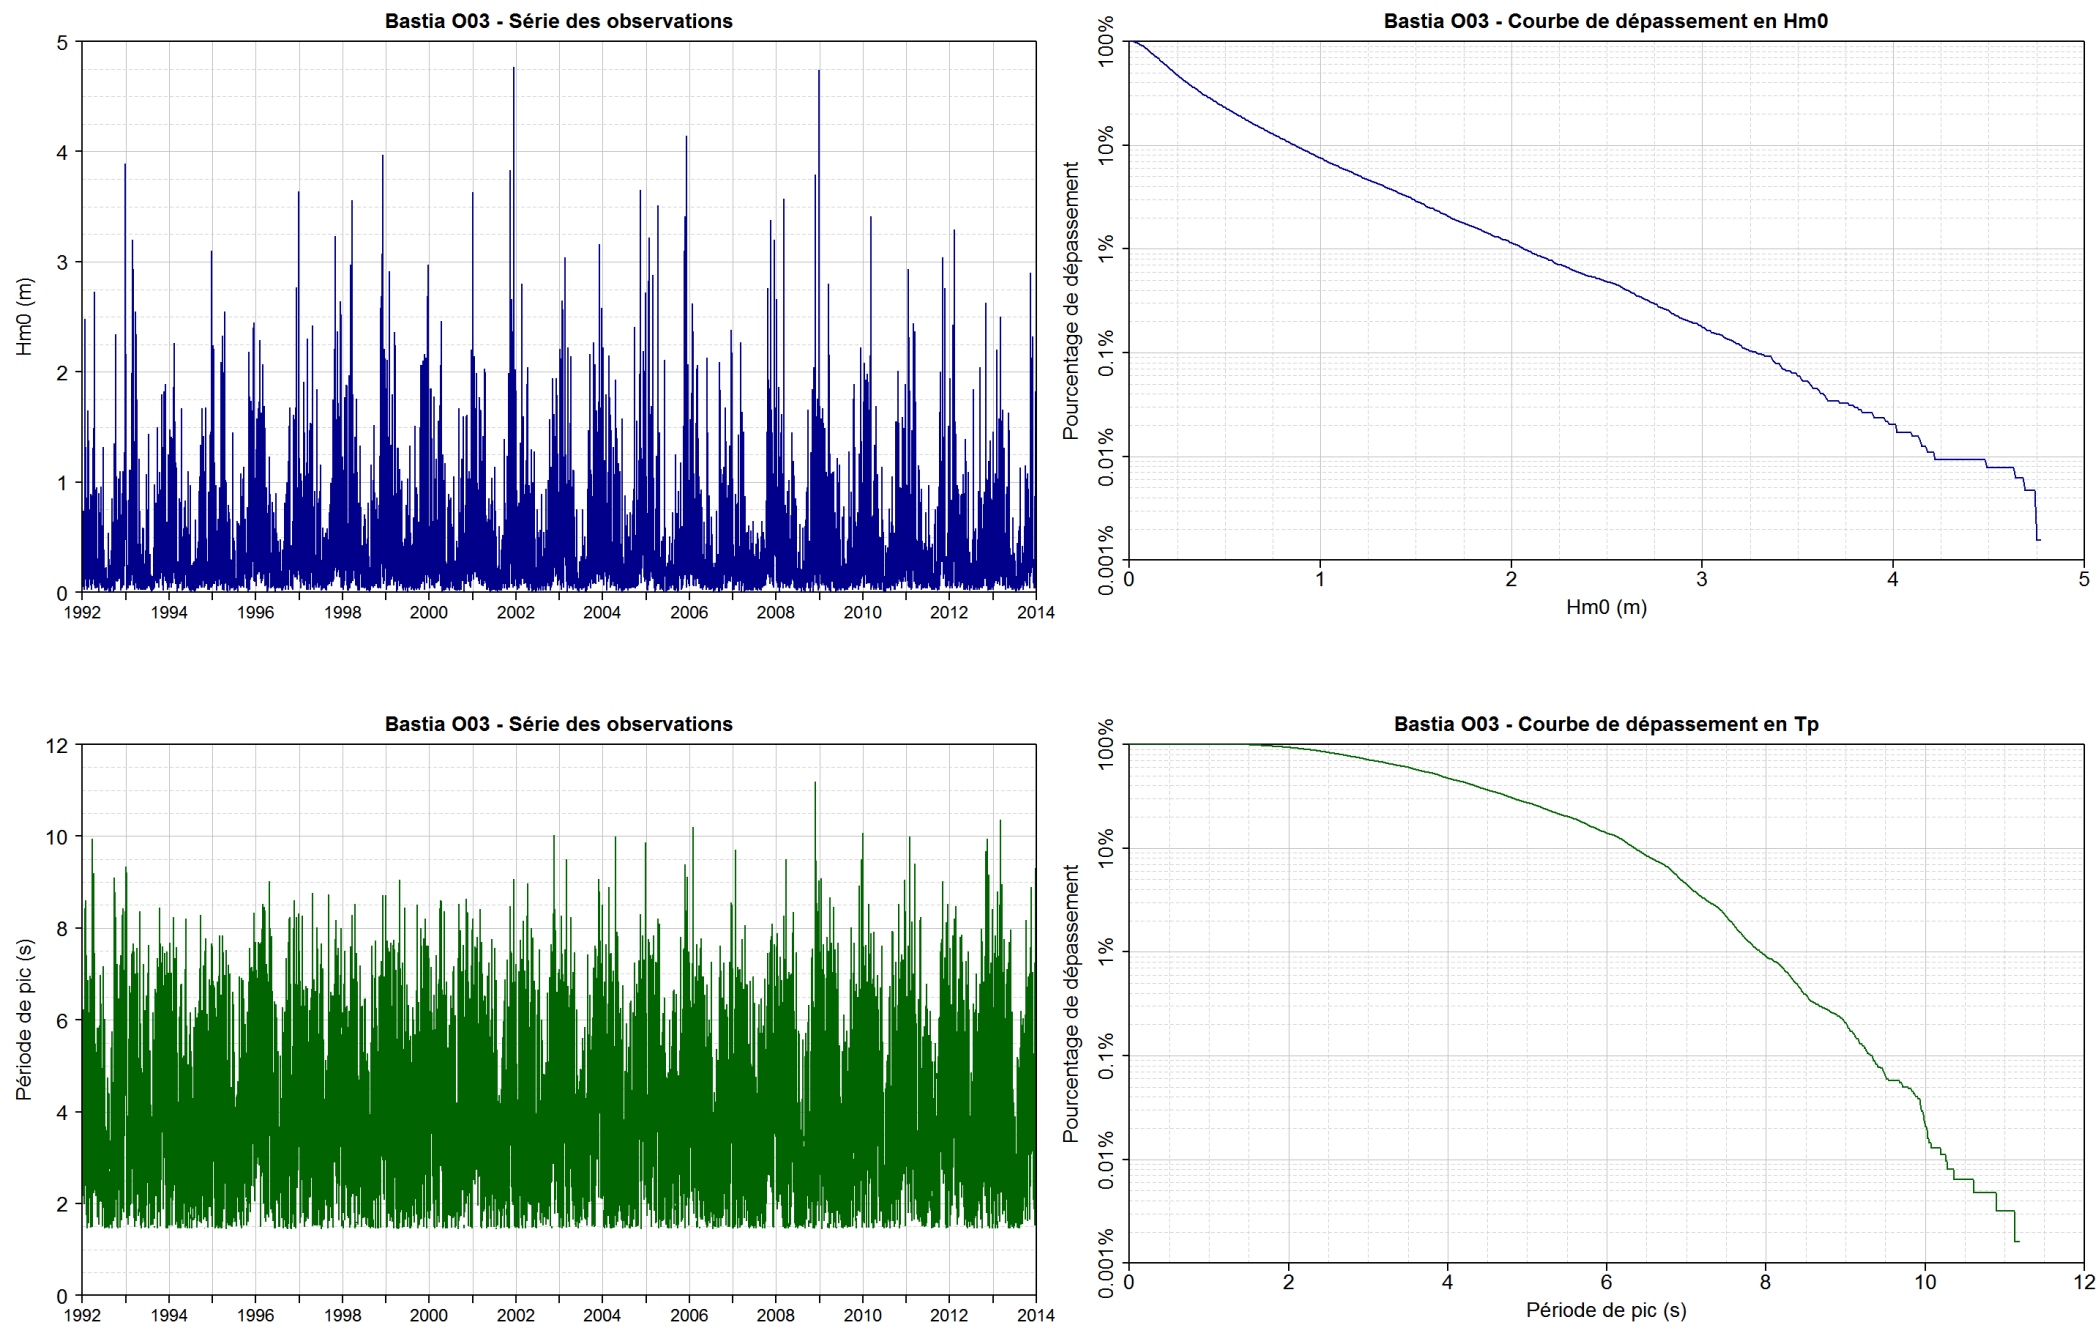 Bastia O03 - Série des observations
Hm0 (m)
5
4
3
2
1
0
1992 1994 1996 1998 2000 2002 2004 2006 2008 2010 2012 2014
Bastia O03 - Courbe de dépassement en Hm0
Pourcentage de dépassement
100%
10%
1%
0.1%
0.01%
0.001%
0 1 2 3 4 5
Hm0 (m)
Bastia O03 - Série des observations
Période de pic (s)
12
10
8
6
4
2
0
1992 1994 1996 1998 2000 2002 2004 2006 2008 2010 2012 2014
Bastia O03 - Courbe de dépassement en Tp
Pourcentage de dépassement
100%
10%
1%
0.1%
0.01%
0.001%
0 2 4 6 8 10 12
Période de pic (s)